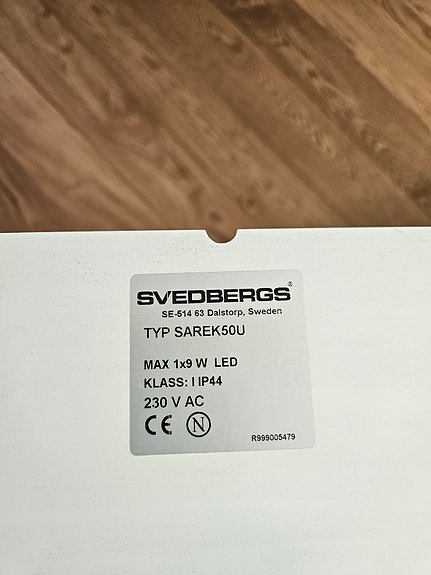 SVEDBERGS®
SE-514 63 Dalstorp, Sweden
TYP SAREK50U
MAX 1x9 W LED
KLASS: I IP44
230 V AC
CE N
R999005479